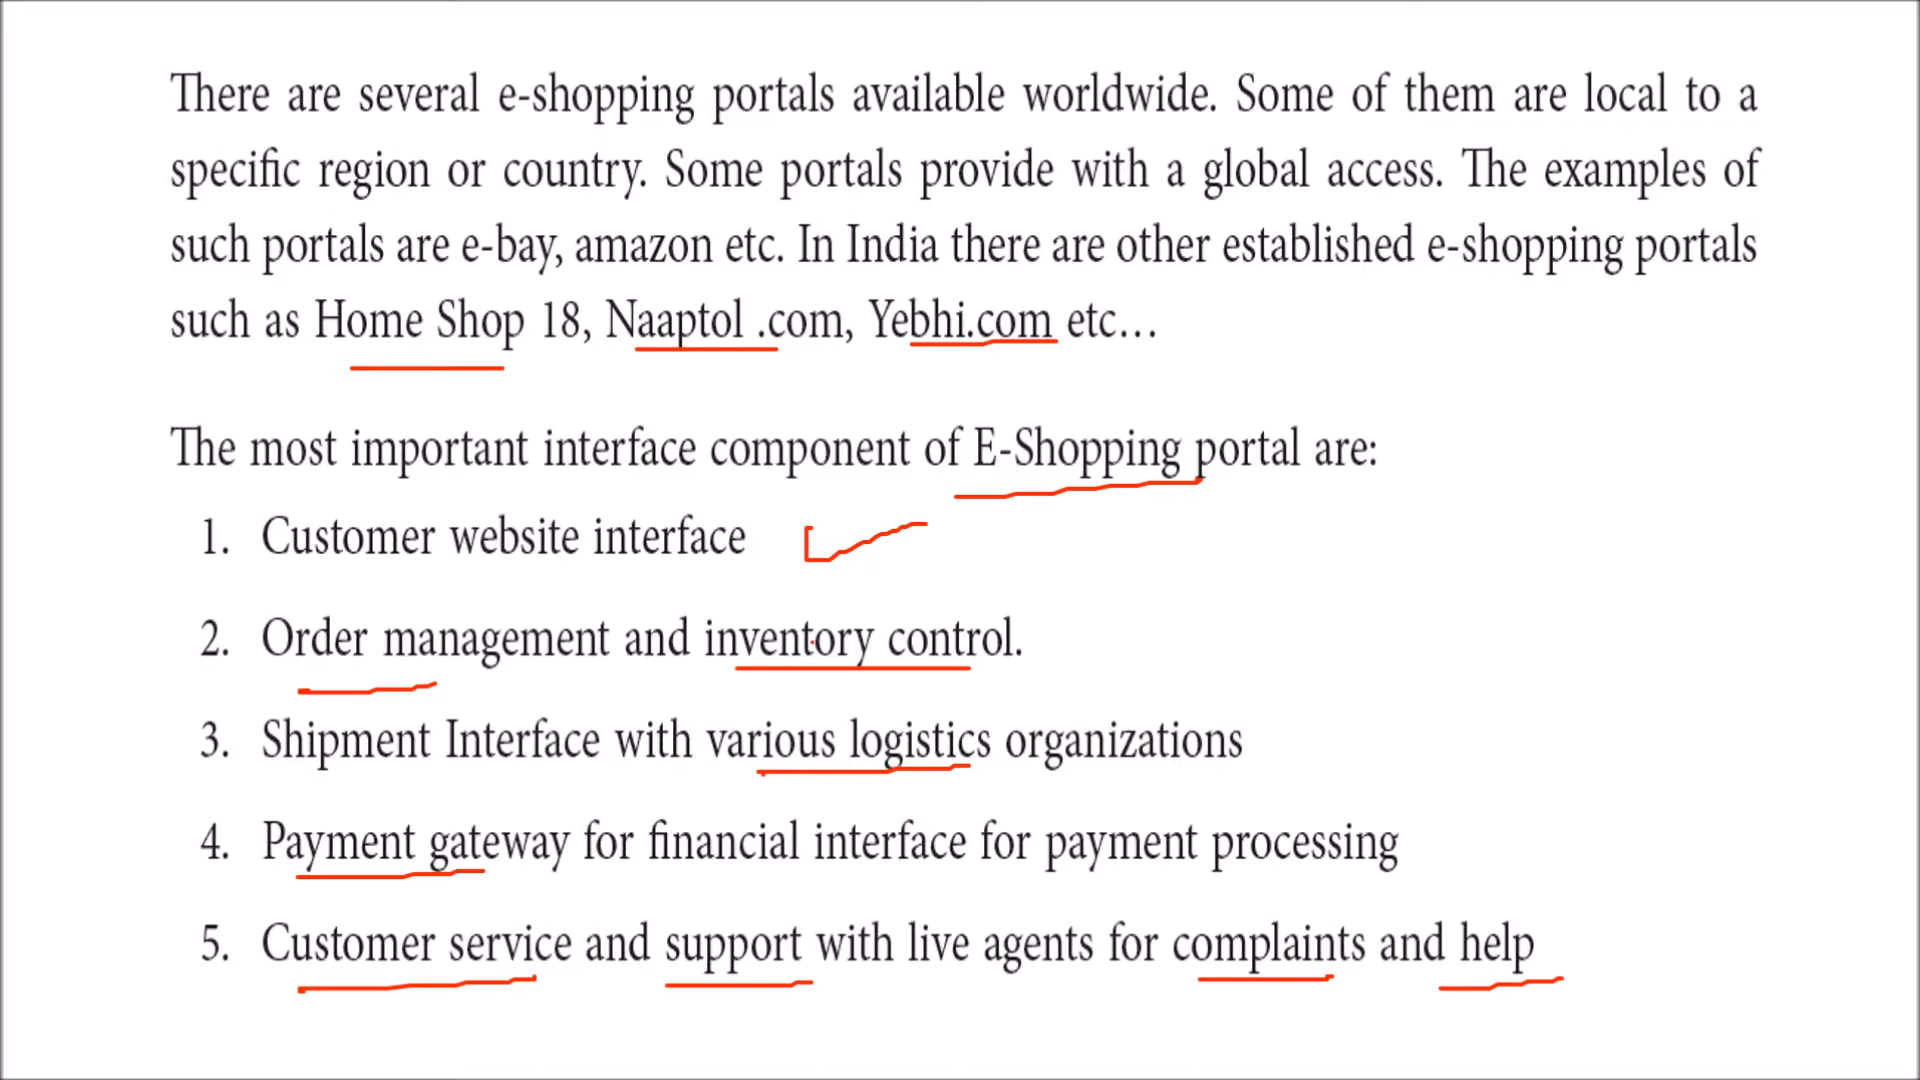 There are several e-shopping portals available worldwide. Some of them are local to a
specific region or country. Some portals provide with a global access. The examples of
such portals are e-bay, amazon etc. In India there are other established e-shopping portals
such as Home Shop 18, Naaptol .com, Yebhi.com etc…
The most important interface component of E-Shopping portal are:
1. Customer website interface
2. Order management and inventory control.
3. Shipment Interface with various logistics organizations
4. Payment gateway for financial interface for payment processing
5. Customer service and support with live agents for complaints and help